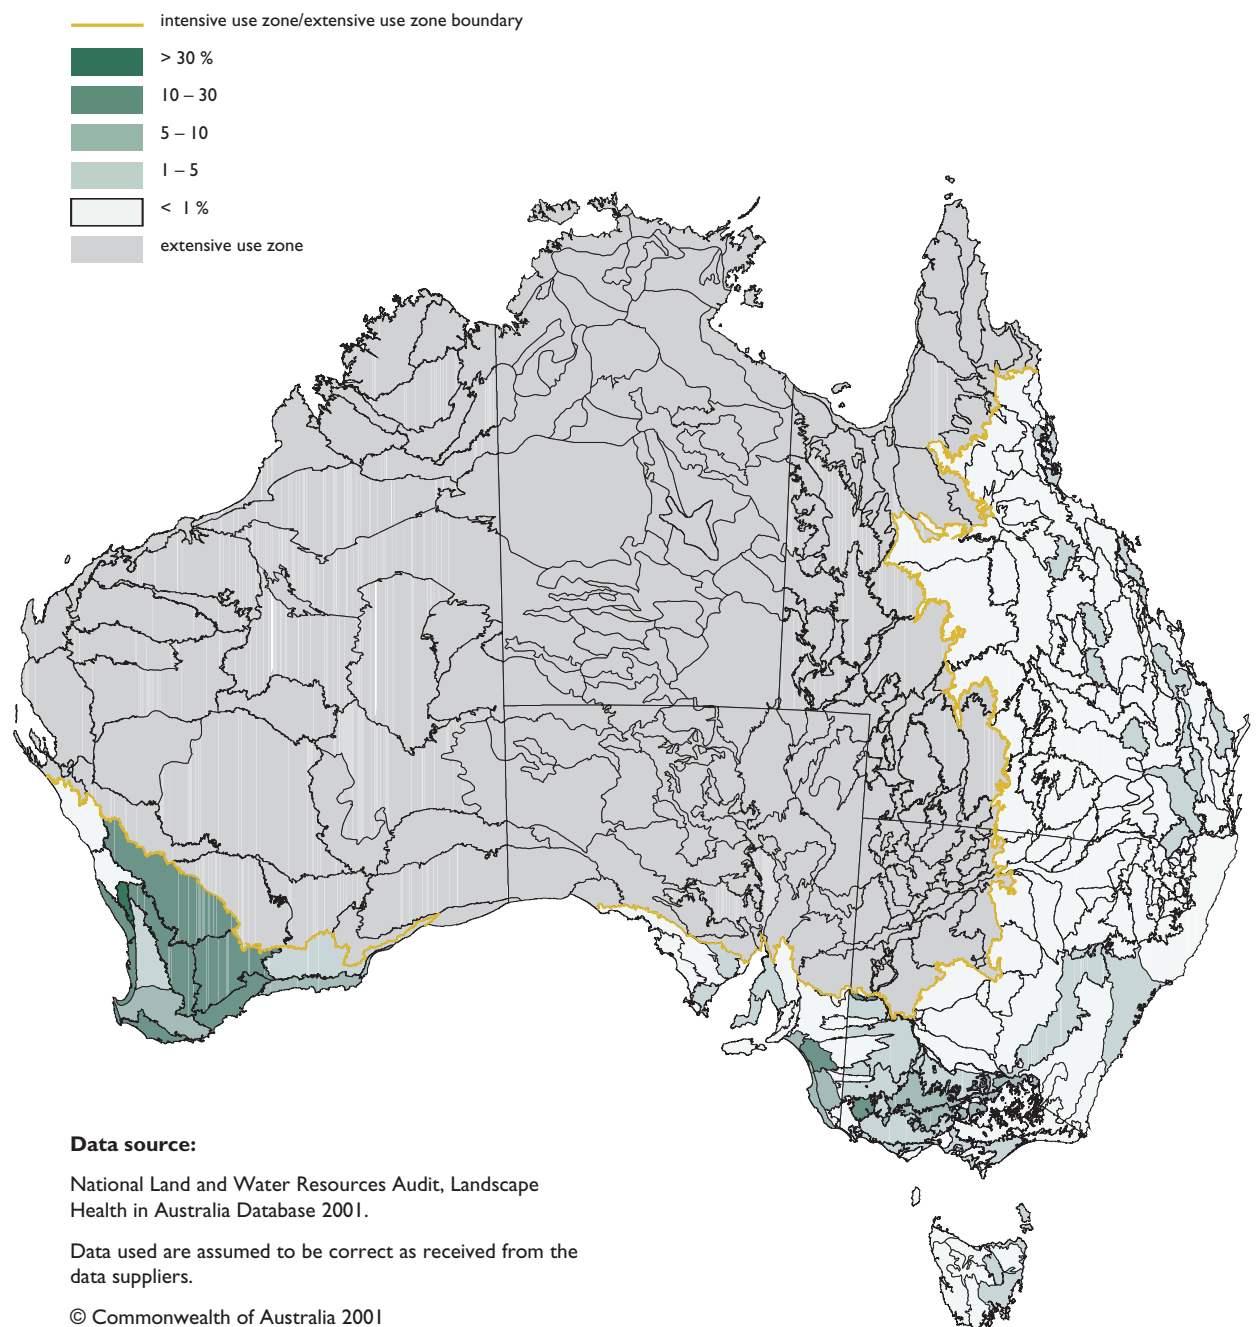 intensive use zone/extensive use zone boundary
> 30 %
10 – 30
5 – 10
1 – 5
< 1 %
extensive use zone
Data source:
National Land and Water Resources Audit, Landscape
Health in Australia Database 2001.
Data used are assumed to be correct as received from the
data suppliers.
© Commonwealth of Australia 2001